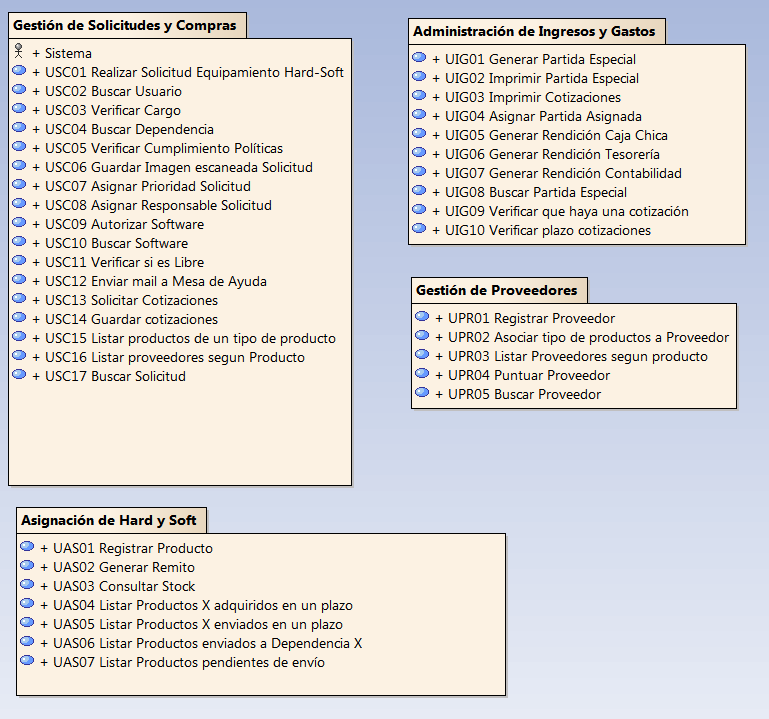 Gestión de Solicitudes y Compras
+ Sistema
+ USC01 Realizar Solicitud Equipamiento Hard-Soft
+ USC02 Buscar Usuario
+ USC03 Verificar Cargo
+ USC04 Buscar Dependencia
+ USC05 Verificar Cumplimiento Políticas
+ USC06 Guardar Imagen escaneada Solicitud
+ USC07 Asignar Prioridad Solicitud
+ USC08 Asignar Responsable Solicitud
+ USC09 Autorizar Software
+ USC10 Buscar Software
+ USC11 Verificar si es Libre
+ USC12 Enviar mail a Mesa de Ayuda
+ USC13 Solicitar Cotizaciones
+ USC14 Guardar cotizaciones
+ USC15 Listar productos de un tipo de producto
+ USC16 Listar proveedores segun Producto
+ USC17 Buscar Solicitud
Administración de Ingresos y Gastos
+ UIG01 Generar Partida Especial
+ UIG02 Imprimir Partida Especial
+ UIG03 Imprimir Cotizaciones
+ UIG04 Asignar Partida Asignada
+ UIG05 Generar Rendición Caja Chica
+ UIG06 Generar Rendición Tesorería
+ UIG07 Generar Rendición Contabilidad
+ UIG08 Buscar Partida Especial
+ UIG09 Verificar que haya una cotización
+ UIG10 Verificar plazo cotizaciones
Gestión de Proveedores
+ UPR01 Registrar Proveedor
+ UPR02 Asociar tipo de productos a Proveedor
+ UPR03 Listar Proveedores segun producto
+ UPR04 Puntuar Proveedor
+ UPR05 Buscar Proveedor
Asignación de Hard y Soft
+ UAS01 Registrar Producto
+ UAS02 Generar Remito
+ UAS03 Consultar Stock
+ UAS04 Listar Productos X adquiridos en un plazo
+ UAS05 Listar Productos X enviados en un plazo
+ UAS06 Listar Productos enviados a Dependencia X
+ UAS07 Listar Productos pendientes de envío